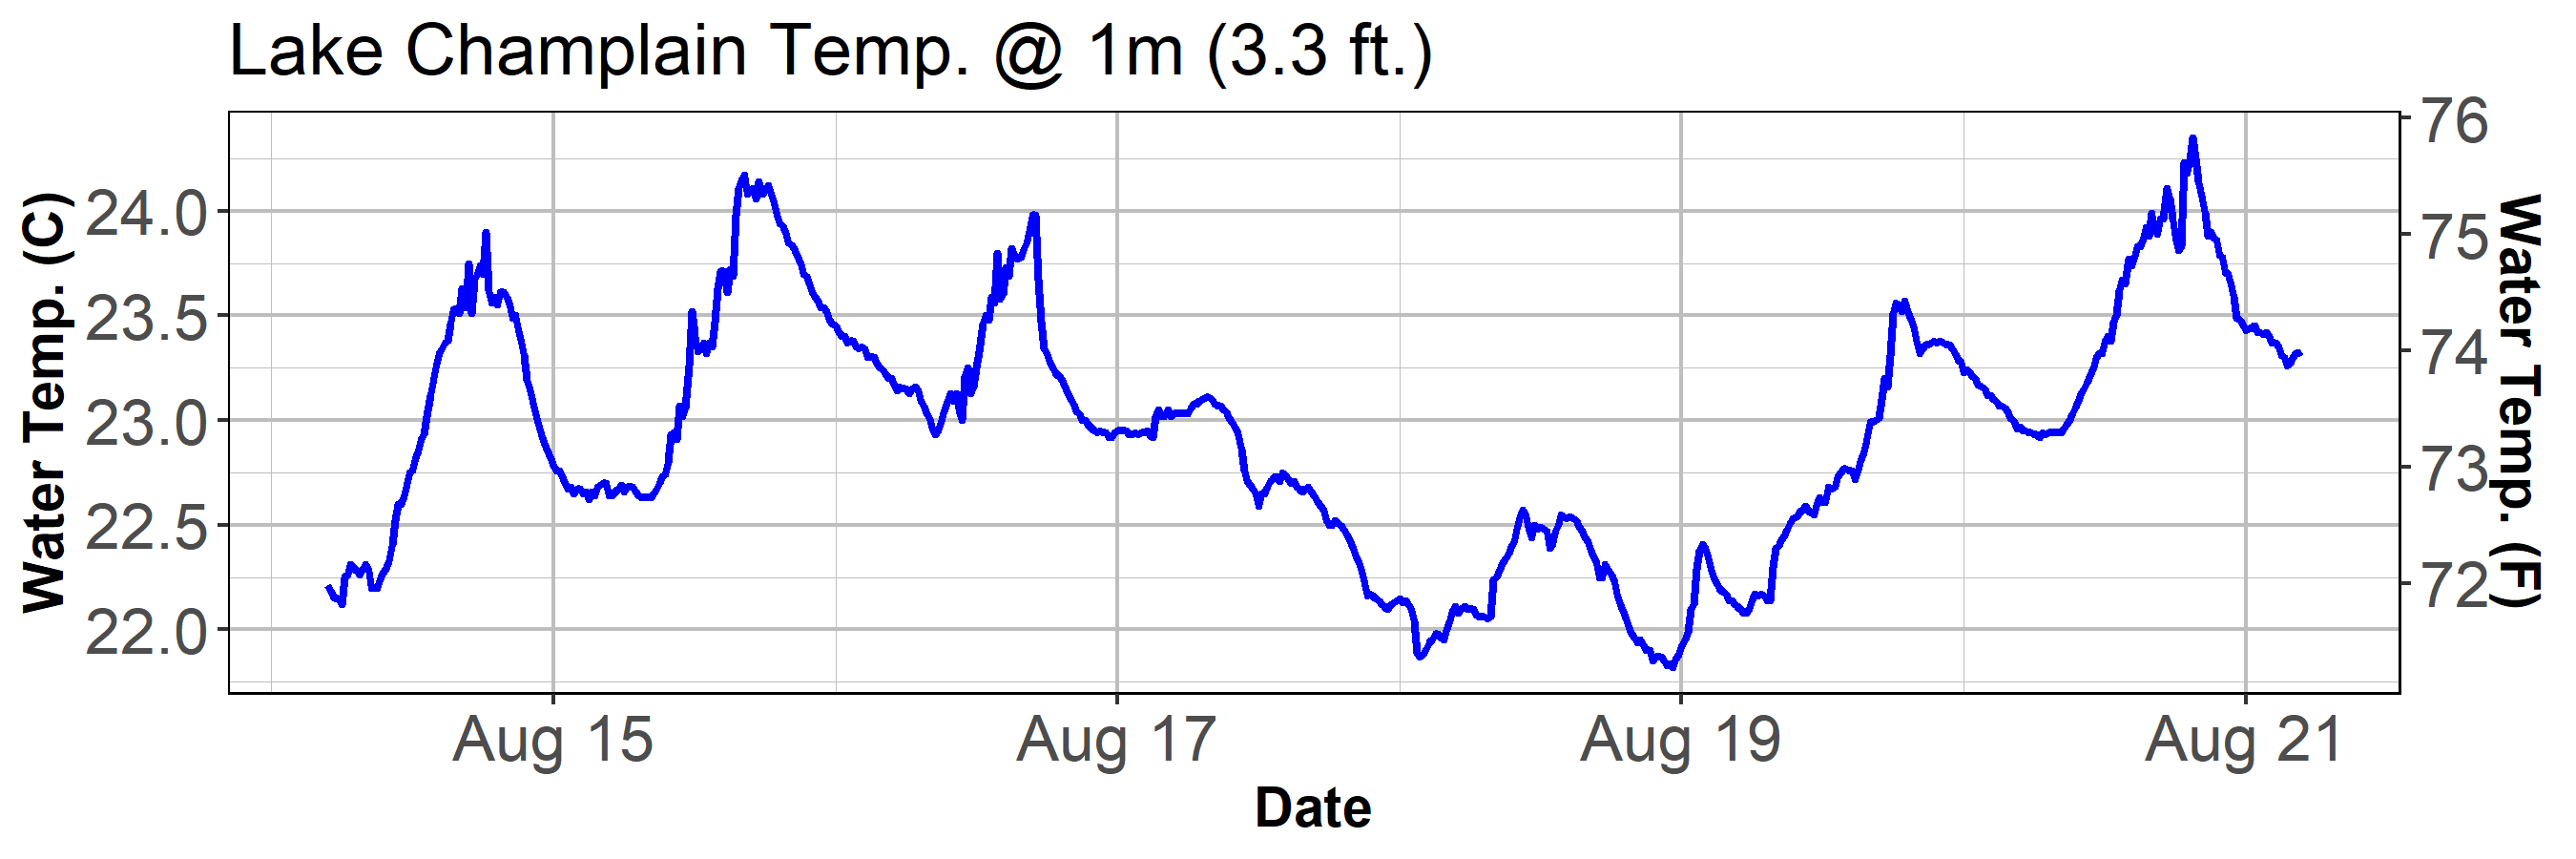 Lake Champlain Temp. @ 1m (3.3 ft.)
Water Temp. (C)
24.0
23.5
23.0
22.5
22.0
76
75
74
73
72
Water Temp. (F)
Aug 15 Aug 17 Aug 19 Aug 21
Date